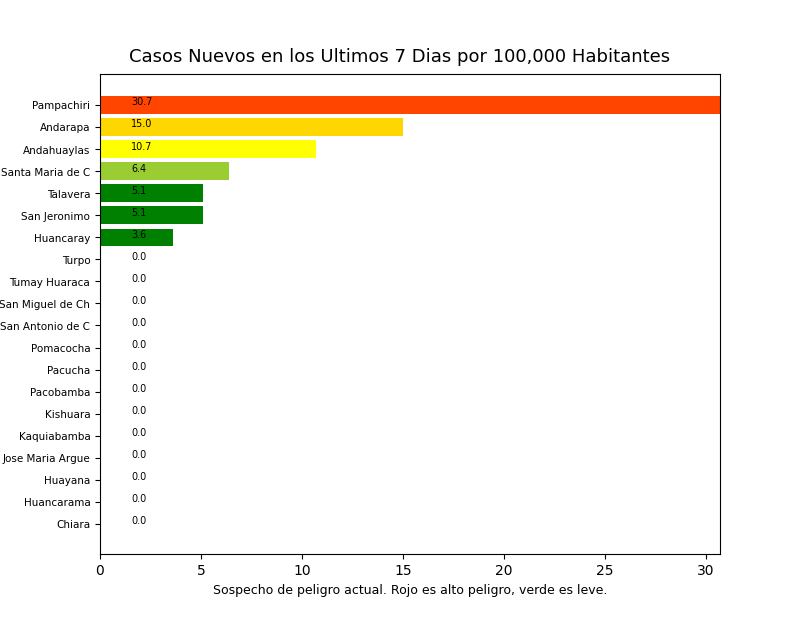 Casos Nuevos en los Ultimos 7 Dias por 100,000 Habitantes
Pampachiri 30.7
Andarapa 15.0
Andahuaylas 10.7
Santa Maria de C 6.4
Talavera 5.1
San Jeronimo 5.1
Huancaray 3.6
Turpo 0.0
Tumay Huaraca 0.0
San Miguel de Ch 0.0
San Antonio de C 0.0
Pomacocha 0.0
Pacucha 0.0
Pacobamba 0.0
Kishuara 0.0
Kaquiabamba 0.0
Jose Maria Argue 0.0
Huayana 0.0
Huancarama 0.0
Chiara 0.0
0 5 10 15 20 25 30
Sospecho de peligro actual. Rojo es alto peligro, verde es leve.